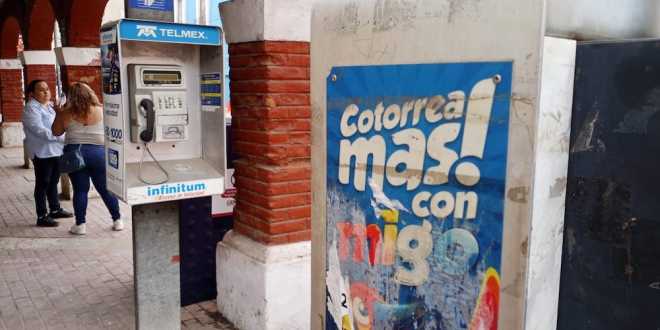 TELMEX
infinitum
Cotorrea
mas!
con
migo